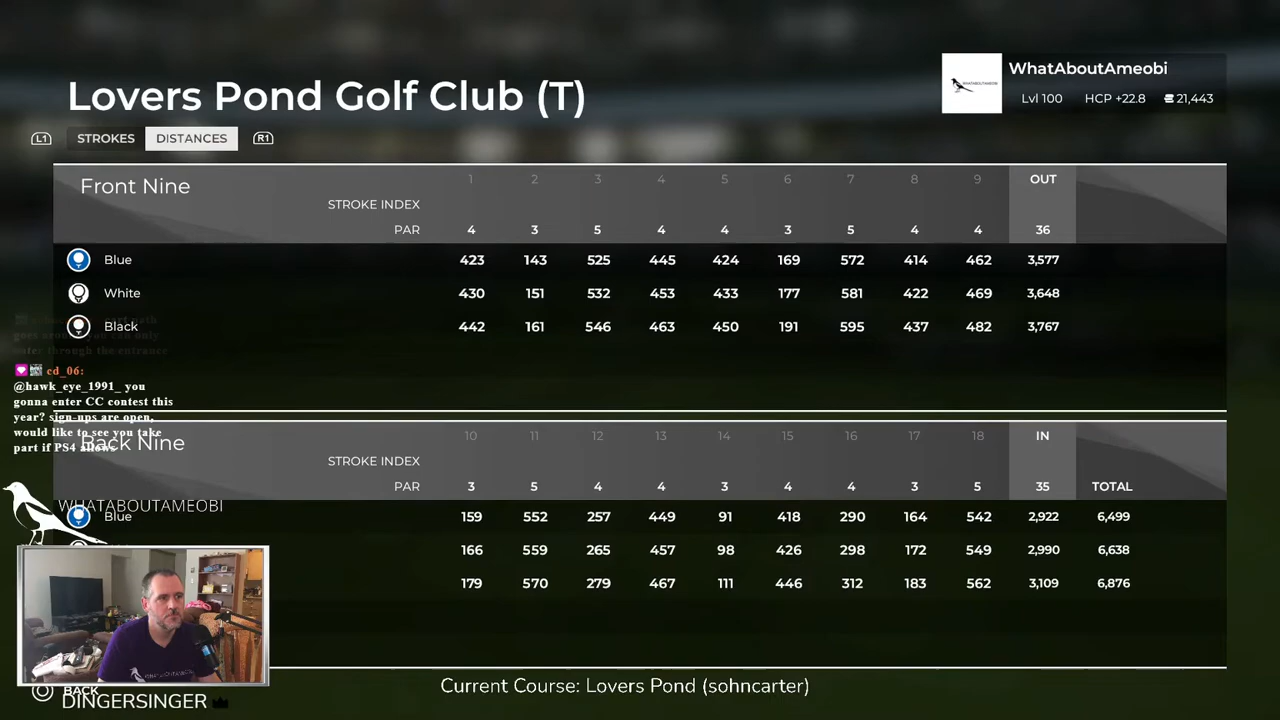 WhatAboutAmeobi
Lvl 100 HCP +22.8 21,443
Lovers Pond Golf Club (T)
L1 STROKES DISTANCES R1
Front Nine 1 2 3 4 5 6 7 8 9 OUT
STROKE INDEX
PAR 4 3 5 4 4 3 5 4 4 36
Blue 423 143 525 445 424 169 572 414 462 3,577
White 430 151 532 453 433 177 581 422 469 3,648
Black 442 161 546 463 450 191 595 437 482 3,767
goes around you can only
enter through the entrance
cd_06:
@hawk_eye_1991_ you
gonna enter CC contest this
year? sign-ups are open,
would like to see you take
part if PS4 allows
Back Nine 10 11 12 13 14 15 16 17 18 IN
STROKE INDEX
PAR 3 5 4 4 3 4 4 3 5 35 TOTAL
WHATABOUTAMEOBI
Blue 159 552 257 449 91 418 290 164 542 2,922 6,499
166 559 265 457 98 426 298 172 549 2,990 6,638
179 570 279 467 111 446 312 183 562 3,109 6,876
BACK
DINGERSINGER
Current Course: Lovers Pond (sohncarter)